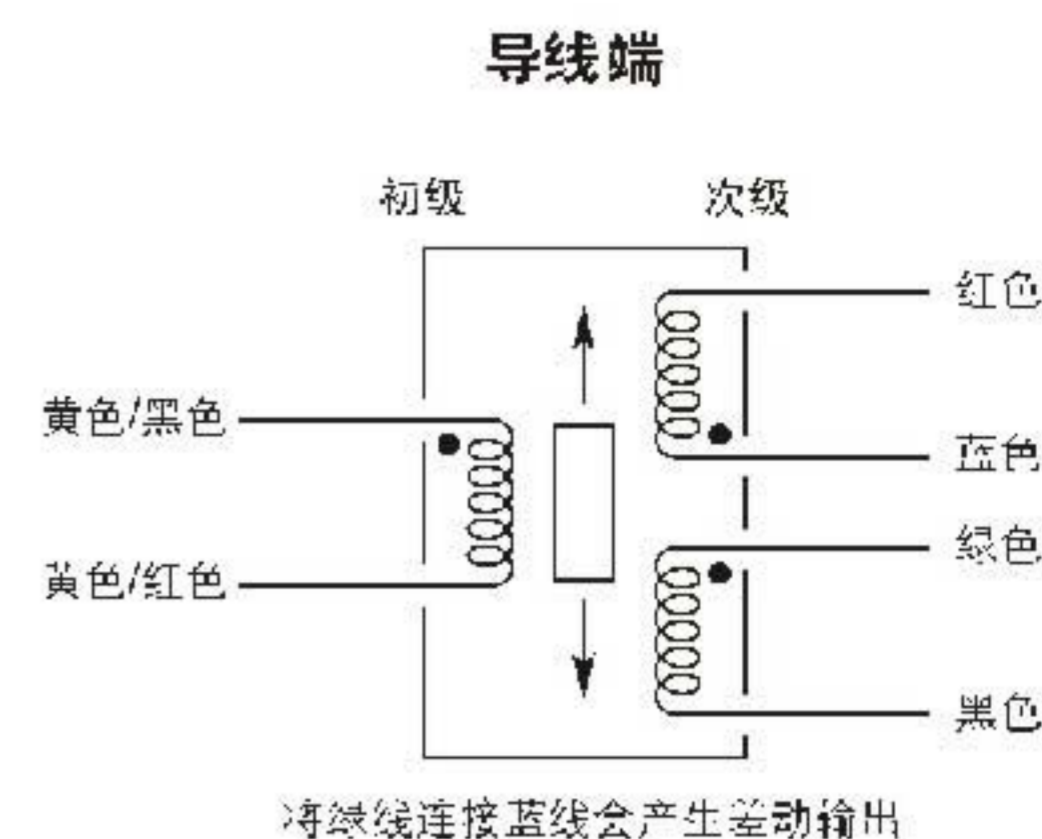 导线端
初级
次级
红色
黄色/黑色
蓝色
绿色
黄色/红色
黑色
将绿线连接蓝线会产生差动输出